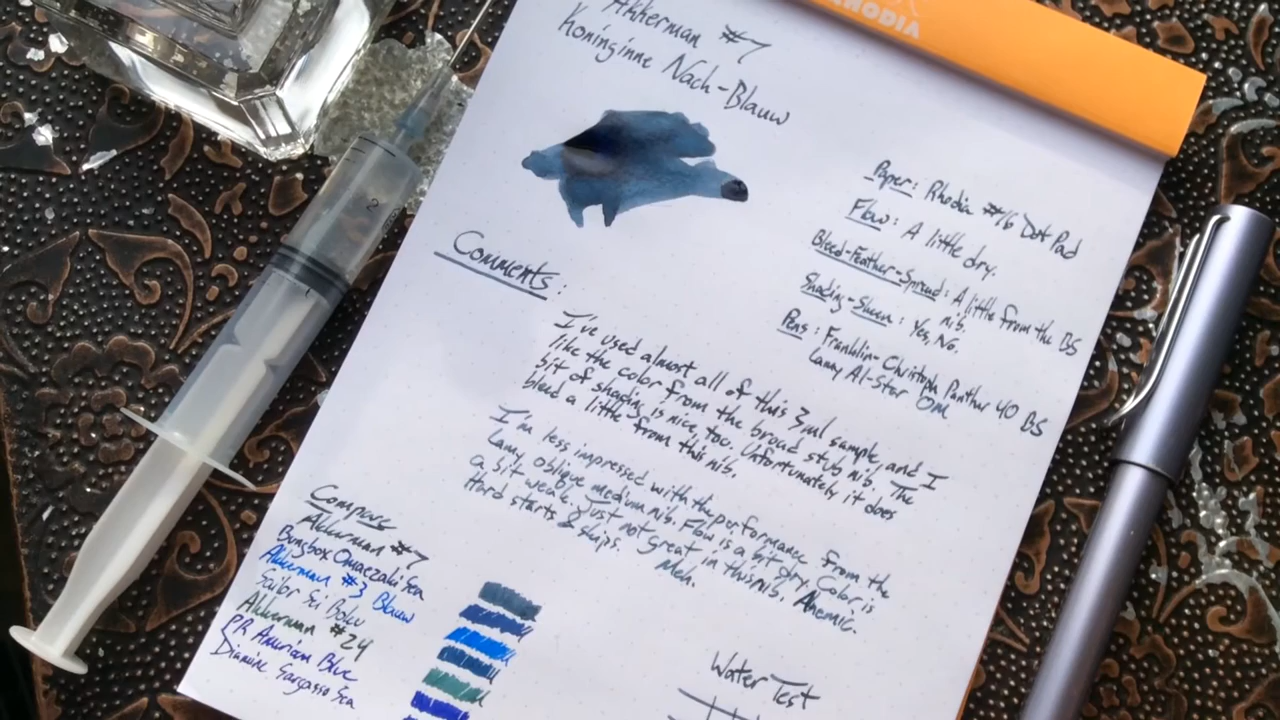 RHODIA
Akkerman #7
Koninginne Nach-Blauw
Paper: Rhodia #16 Dot Pad
Flow: A little dry.
Bleed-Feather-Spread: A little from the BS
nib.
Shading-Sheen: Yes, No.
Pens: Franklin-Christoph Panther 40 BS
Lamy Al-Star OM
Comments:
I've used almost all of this 3ml sample, and I
like the color from the broad stub nib. The
bit of shading is nice, too. Unfortunately it does
bleed a little from this nib.
I'm less impressed with the performance from the
Lamy oblique medium nib. Flow is a bit dry. Color is
a bit weak. Just not great in this nib. Anemic.
Hard starts & skips.
Meh.
Compare
Akkerman #7
Bungbox Omaezaki Sea
Akkerman #3 Blauw
Sailor Sei Boku
Akkerman #24
PR American Blue
Diamine Sargasso Sea
Water Test
2